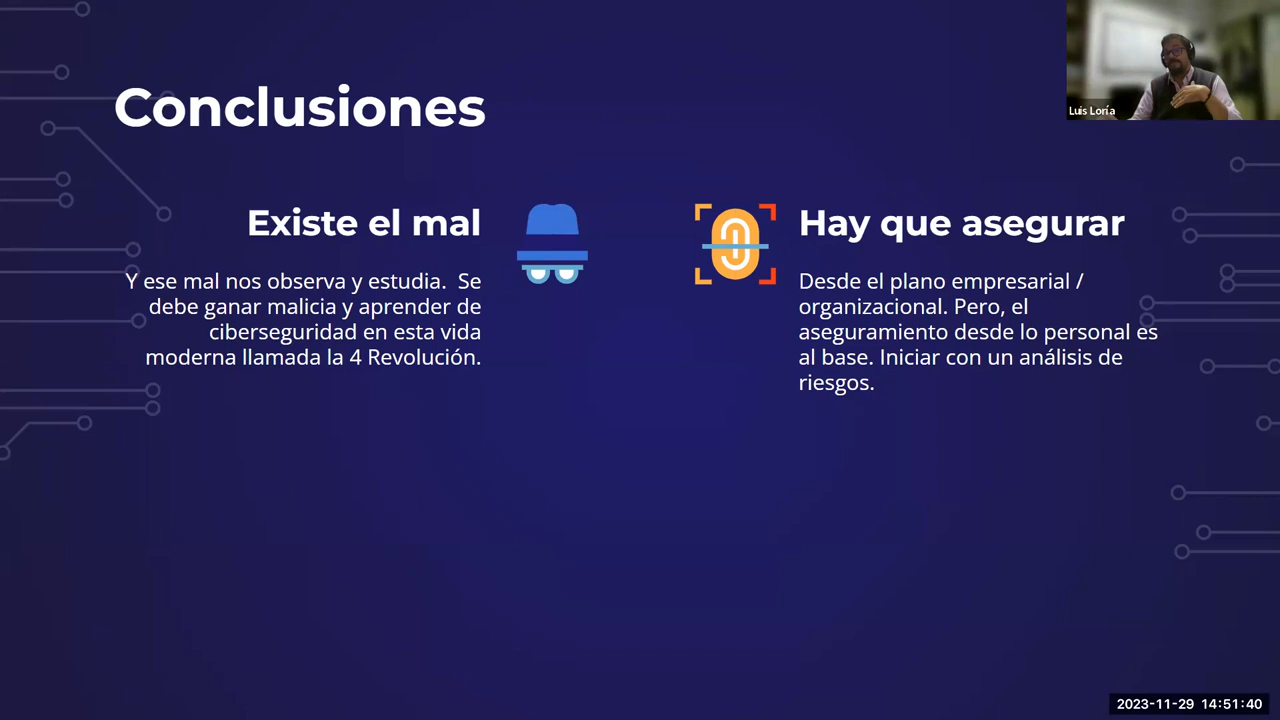 Conclusiones
Luis Loría
Existe el mal
Y ese mal nos observa y estudia.  Se
debe ganar malicia y aprender de
ciberseguridad en esta vida
moderna llamada la 4 Revolución.
Hay que asegurar
Desde el plano empresarial /
organizacional. Pero, el
aseguramiento desde lo personal es
al base. Iniciar con un análisis de
riesgos.
2023-11-29 14:51:40